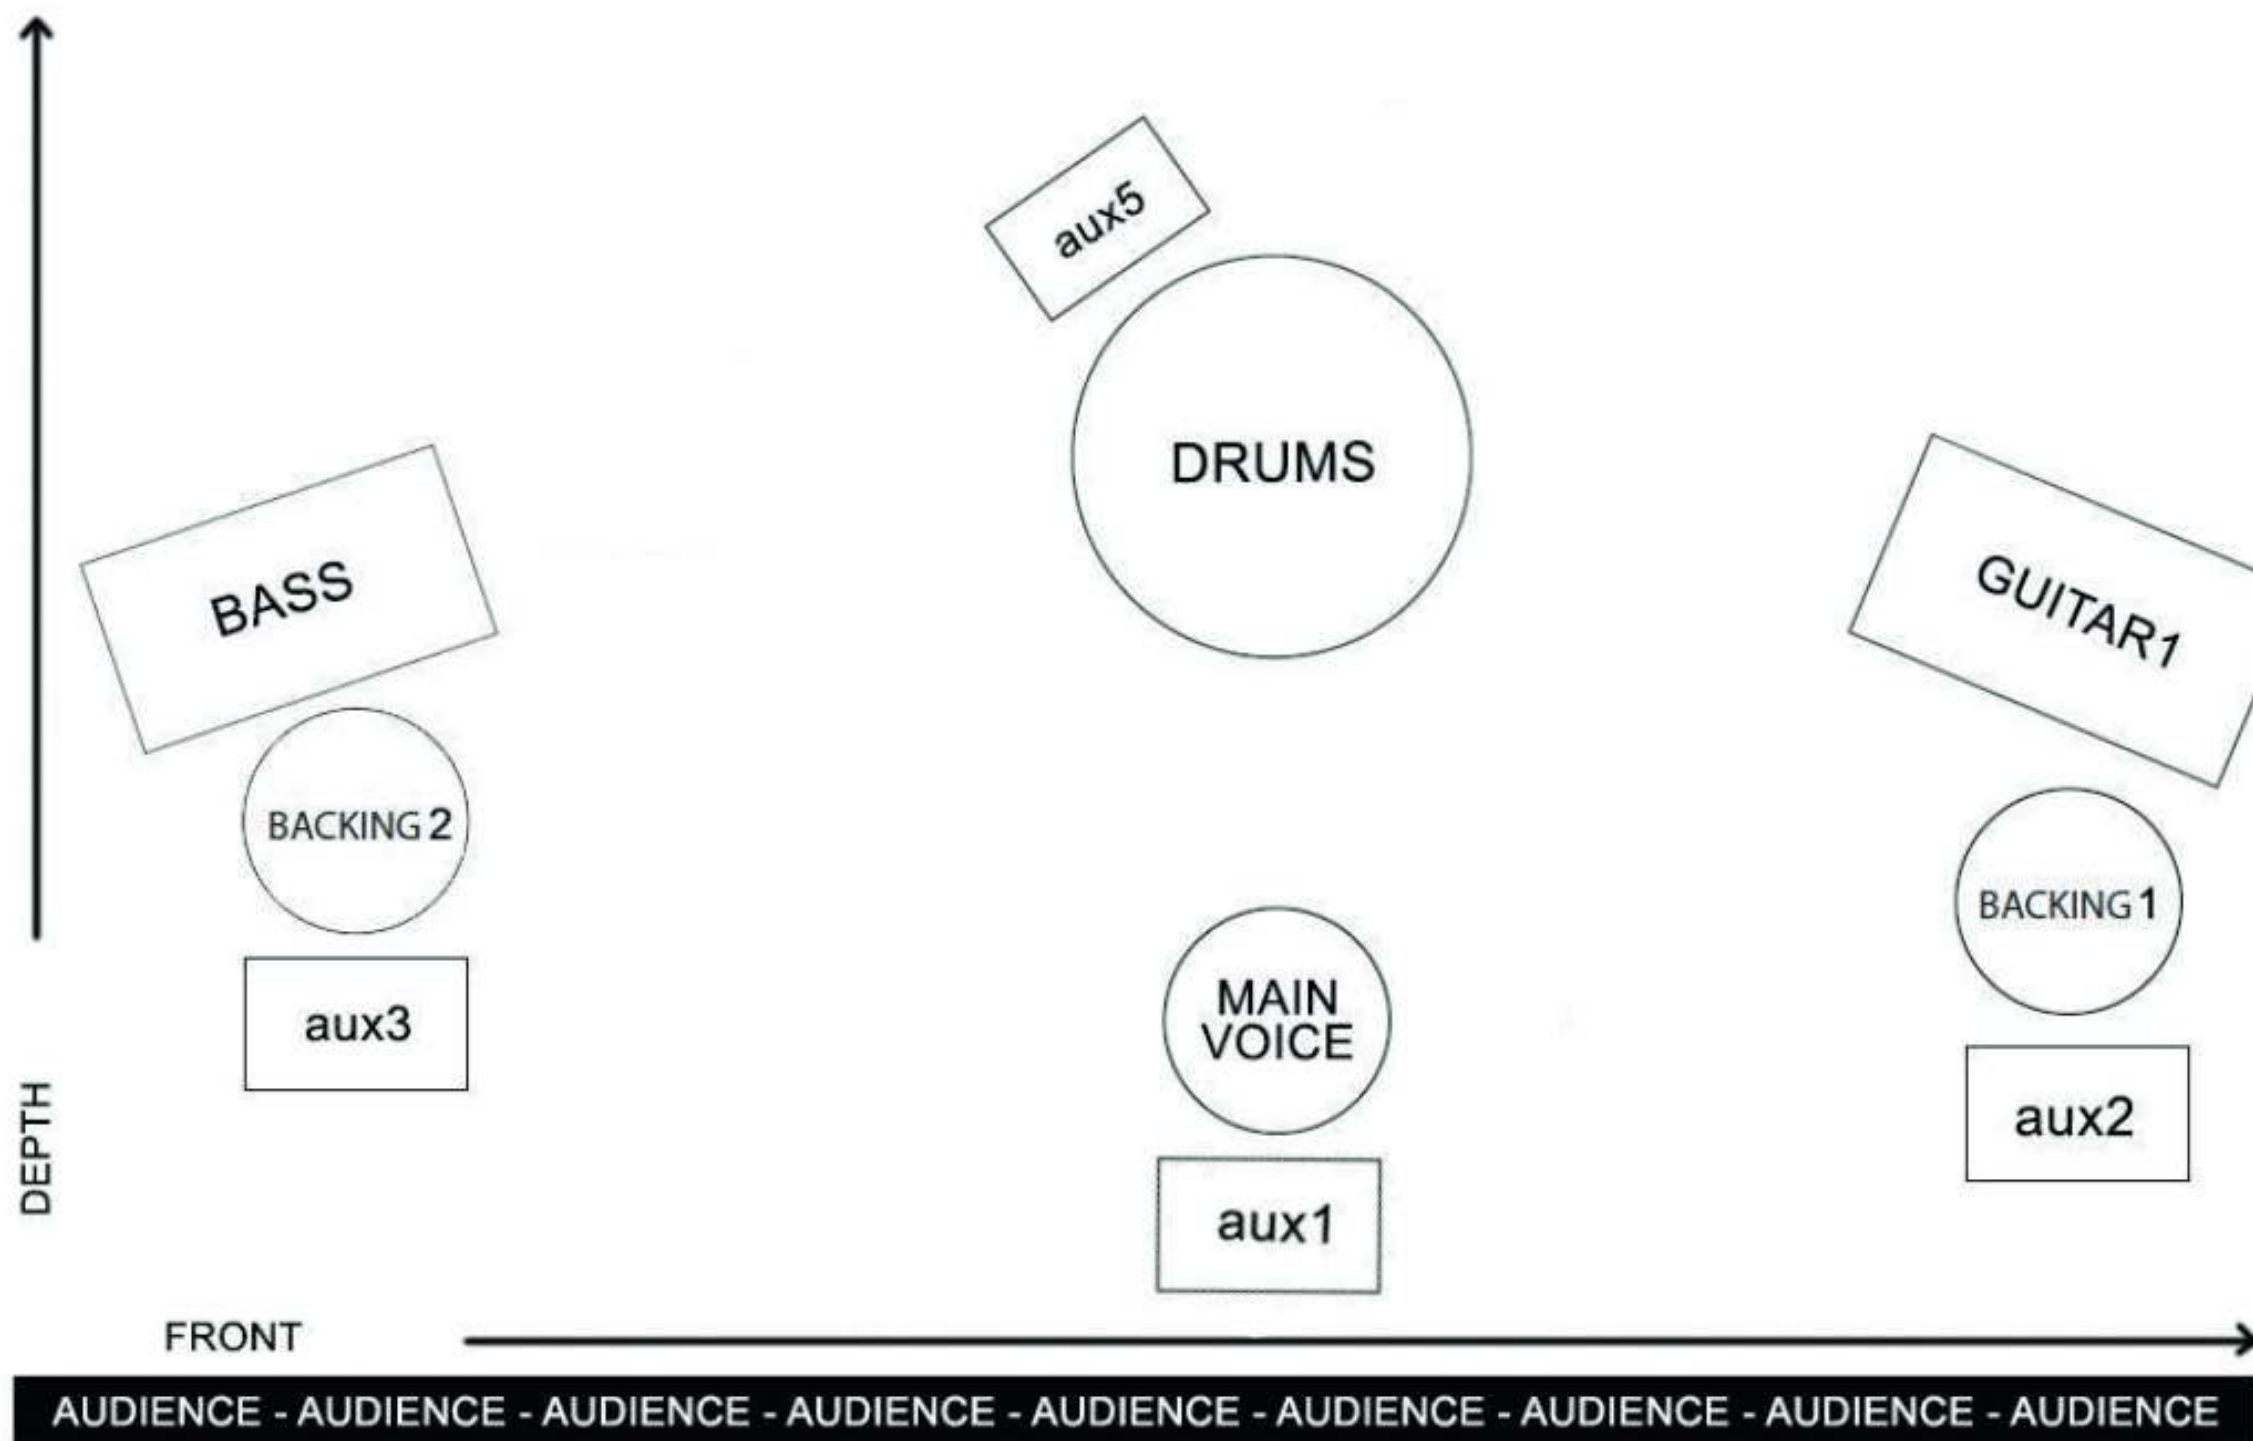 aux5
DRUMS
BASS
GUITAR1
BACKING 2
BACKING 1
MAIN
VOICE
aux3
aux2
aux1
DEPTH
FRONT
AUDIENCE - AUDIENCE - AUDIENCE - AUDIENCE - AUDIENCE - AUDIENCE - AUDIENCE - AUDIENCE - AUDIENCE